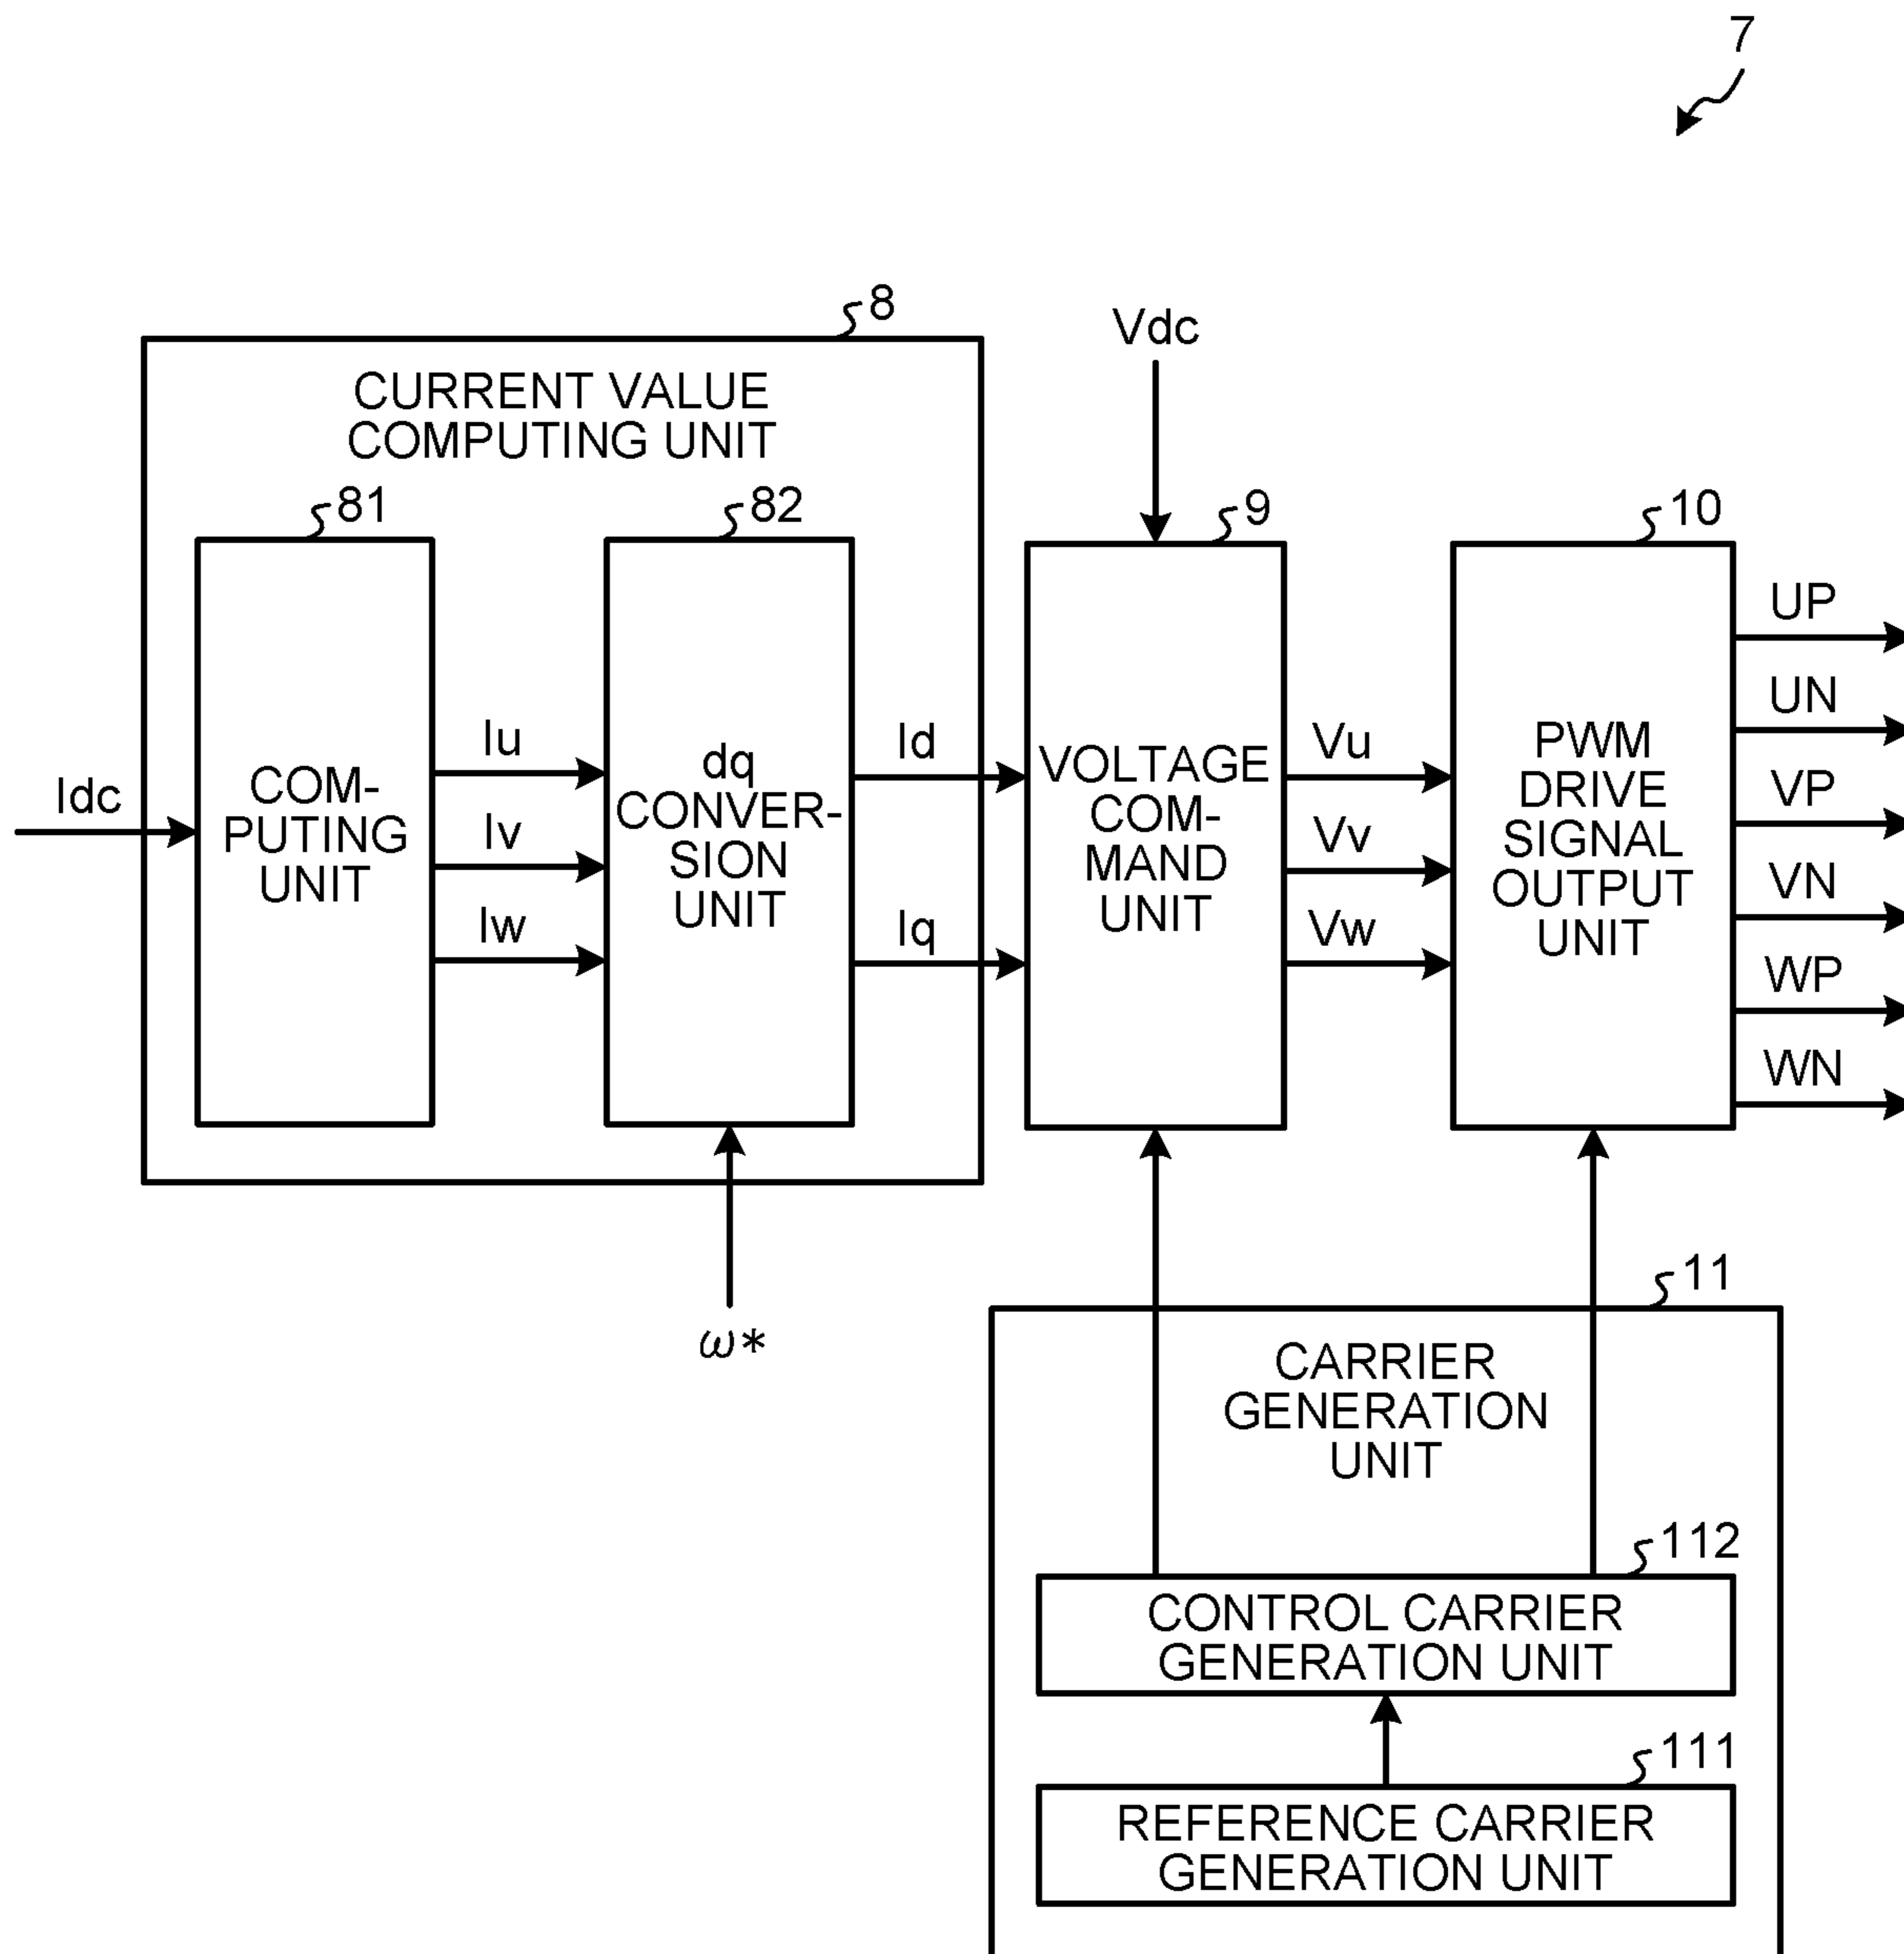 7
8
CURRENT VALUE
COMPUTING UNIT
Vdc
81
82
9
10
COM-
PUTING
UNIT
dq
CONVER-
SION
UNIT
VOLTAGE
COM-
MAND
UNIT
PWM
DRIVE
SIGNAL
OUTPUT
UNIT
Idc
Iu
Iv
Iw
Id
Iq
Vu
Vv
Vw
UP
UN
VP
VN
WP
WN
ω*
11
CARRIER
GENERATION
UNIT
112
CONTROL CARRIER
GENERATION UNIT
111
REFERENCE CARRIER
GENERATION UNIT